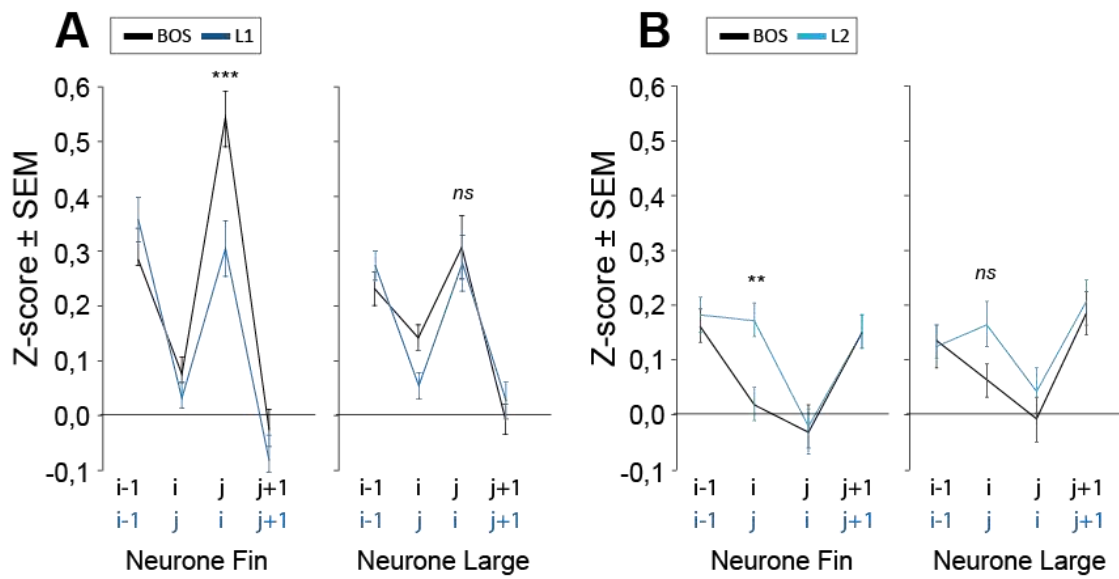 A
BOS L1
Z-score ± SEM
0,6
0,5
0,4
0,3
0,2
0,1
0,0
-0,1
***
ns
i-1 i j j+1
i-1 j i j+1
Neurone Fin
i-1 i j j+1
i-1 j i j+1
Neurone Large
B
BOS L2
Z-score ± SEM
0,6
0,5
0,4
0,3
0,2
0,1
0,0
-0,1
**
ns
i-1 i j j+1
i-1 j i j+1
Neurone Fin
i-1 i j j+1
i-1 j i j+1
Neurone Large